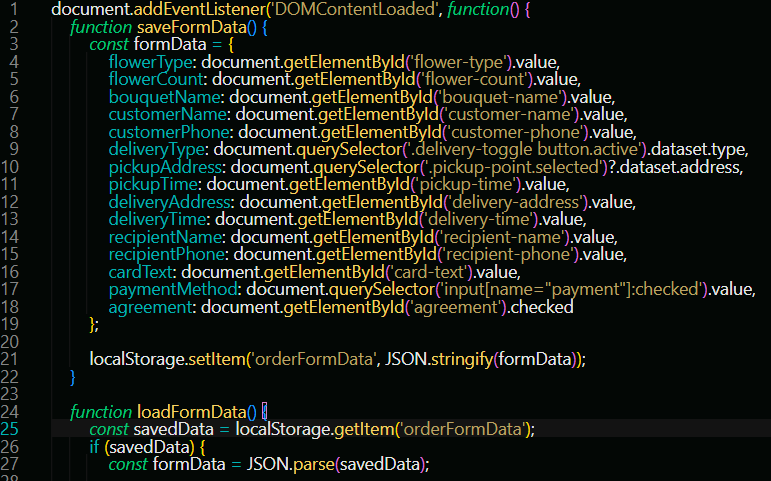 1 document.addEventListener('DOMContentLoaded', function() {
2 function saveFormData() {
3 const formData = {
4 flowerType: document.getElementById('flower-type').value,
5 flowerCount: document.getElementById('flower-count').value,
6 bouquetName: document.getElementById('bouquet-name').value,
7 customerName: document.getElementById('customer-name').value,
8 customerPhone: document.getElementById('customer-phone').value,
9 deliveryType: document.querySelector('.delivery-toggle button.active').dataset.type,
10 pickupAddress: document.querySelector('.pickup-point.selected')?.dataset.address,
11 pickupTime: document.getElementById('pickup-time').value,
12 deliveryAddress: document.getElementById('delivery-address').value,
13 deliveryTime: document.getElementById('delivery-time').value,
14 recipientName: document.getElementById('recipient-name').value,
15 recipientPhone: document.getElementById('recipient-phone').value,
16 cardText: document.getElementById('card-text').value,
17 paymentMethod: document.querySelector('input[name="payment"]:checked').value,
18 agreement: document.getElementById('agreement').checked
19 };
20
21 localStorage.setItem('orderFormData', JSON.stringify(formData));
22 }
23
24 function loadFormData() {
25 const savedData = localStorage.getItem('orderFormData');
26 if (savedData) {
27 const formData = JSON.parse(savedData);